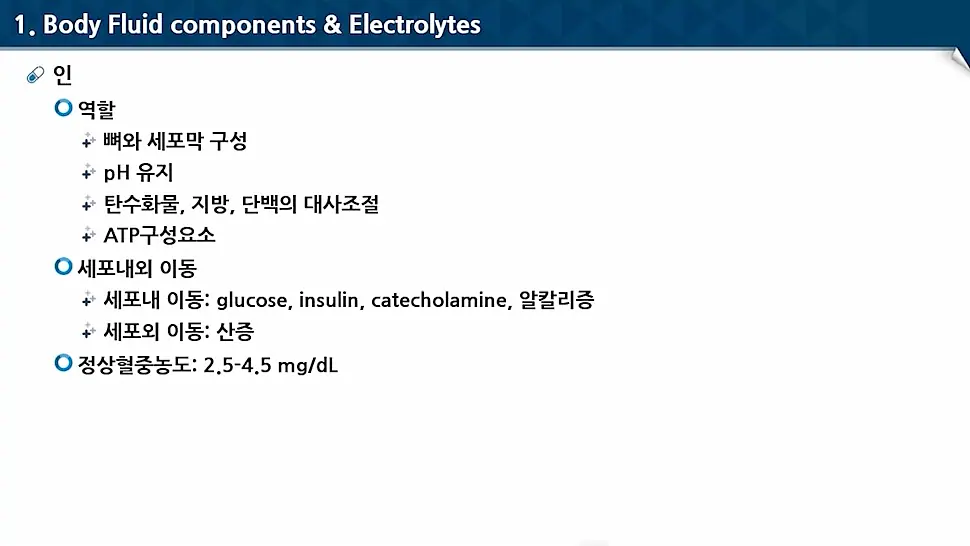 1. Body Fluid components & Electrolytes
인
역할
뼈와 세포막 구성
pH 유지
탄수화물, 지방, 단백의 대사조절
ATP구성요소
세포내외 이동
세포내 이동: glucose, insulin, catecholamine, 알칼리증
세포외 이동: 산증
정상혈중농도: 2.5-4.5 mg/dL